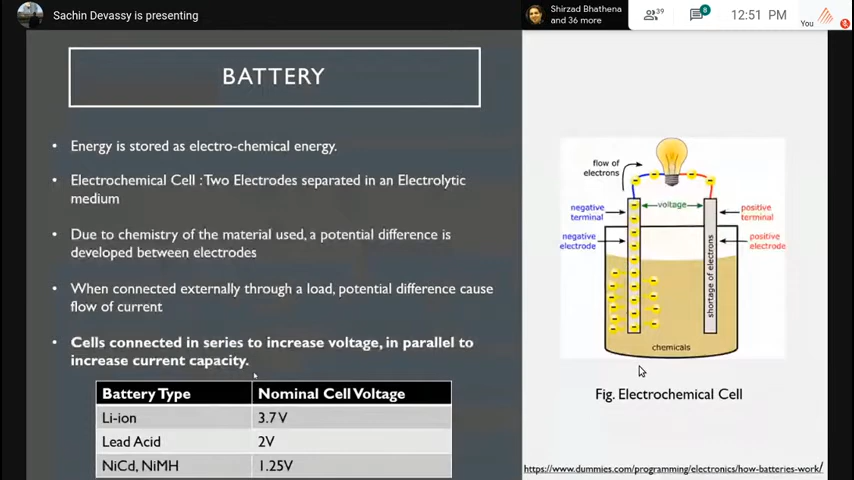 Sachin Devassy is presenting
Shirzad Bhathena
and 36 more
39
8
12:51 PM
You
BATTERY
• Energy is stored as electro-chemical energy.
• Electrochemical Cell : Two Electrodes separated in an Electrolytic
medium
• Due to chemistry of the material used, a potential difference is
developed between electrodes
• When connected externally through a load, potential difference cause
flow of current
• Cells connected in series to increase voltage, in parallel to
increase current capacity.
Battery Type Nominal Cell Voltage
Li-ion 3.7 V
Lead Acid 2V
NiCd, NiMH 1.25V
flow of
electrons
voltage
negative
terminal
positive
terminal
negative
electrode
positive
electrode
shortage of electrons
chemicals
Fig. Electrochemical Cell
https://www.dummies.com/programming/electronics/how-batteries-work/